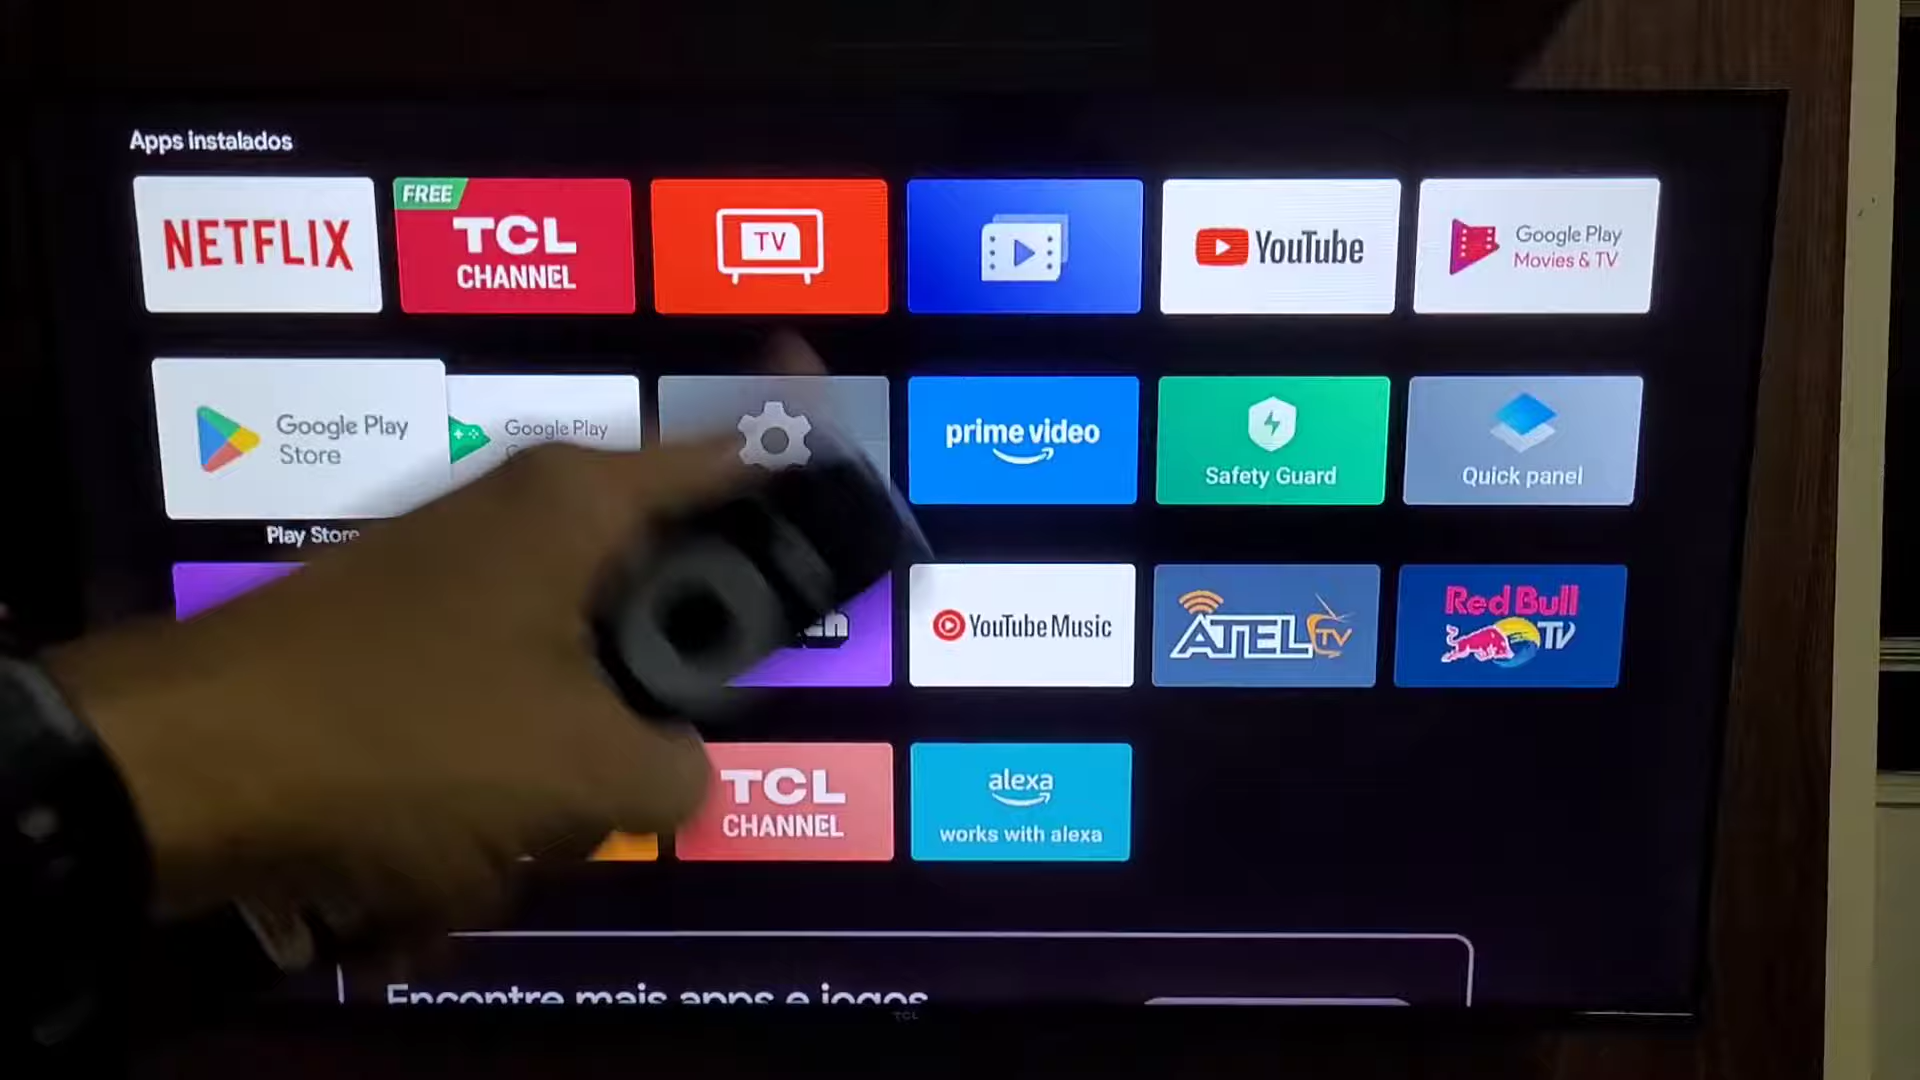 Apps instalados
NETFLIX
FREE
TCL
CHANNEL
TV
YouTube
Google Play
Movies & TV
Google Play
Store
Google Play
prime video
Safety Guard
Quick panel
Play Store
YouTube Music
ATEL TV
Red Bull
TV
TCL
CHANNEL
alexa
works with alexa
Encontre mais apps e jogos
TCL